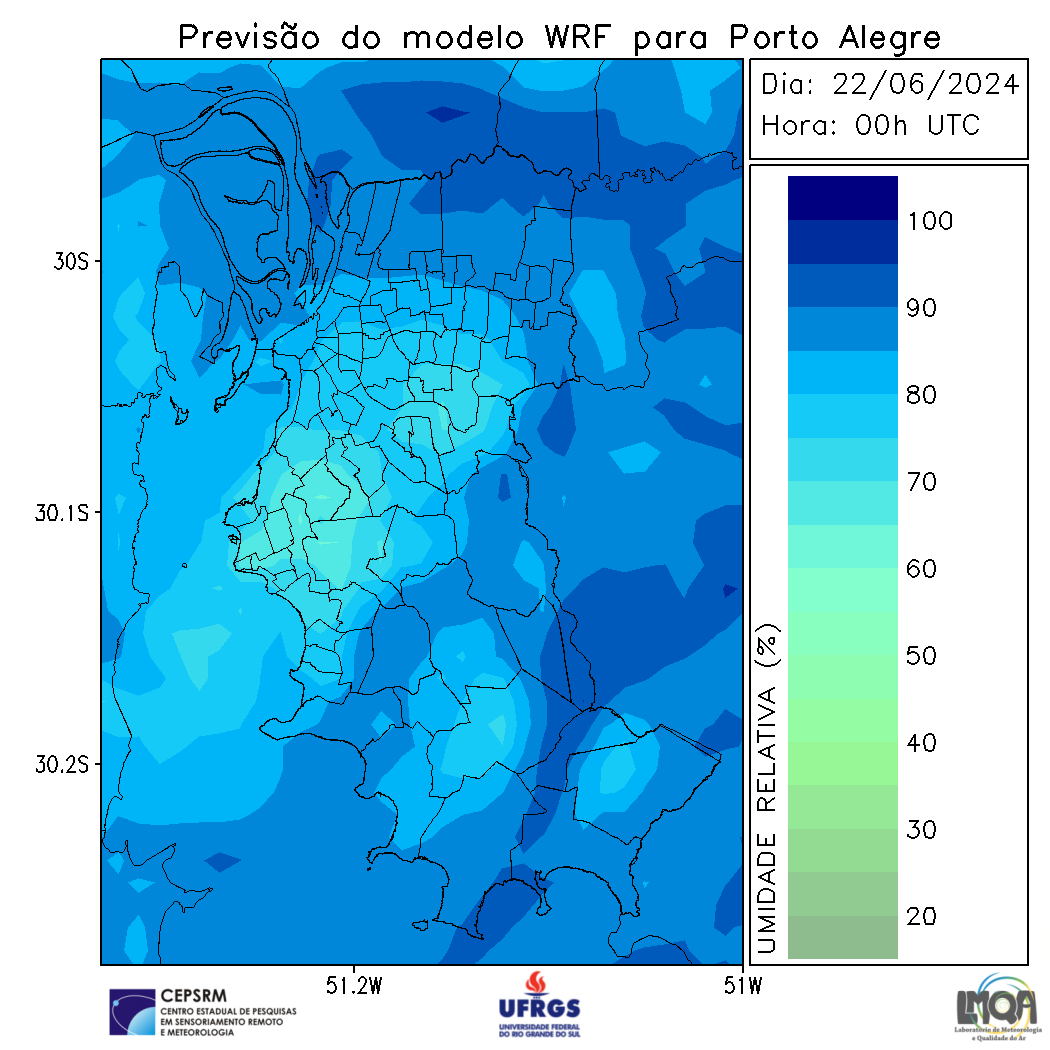 Previsão do modelo WRF para Porto Alegre
Dia: 22/06/2024
Hora: 00h UTC
30S
30.1S
30.2S
51.2W
51W
100
90
80
70
60
50
40
30
20
UMIDADE RELATIVA (%)
CEPSRM
CENTRO ESTADUAL DE PESQUISAS
EM SENSORIAMENTO REMOTO
E METEOROLOGIA
UFRGS
UNIVERSIDADE FEDERAL
DO RIO GRANDE DO SUL
LMQA
Laboratório de Meteorologia
e Qualidade do Ar